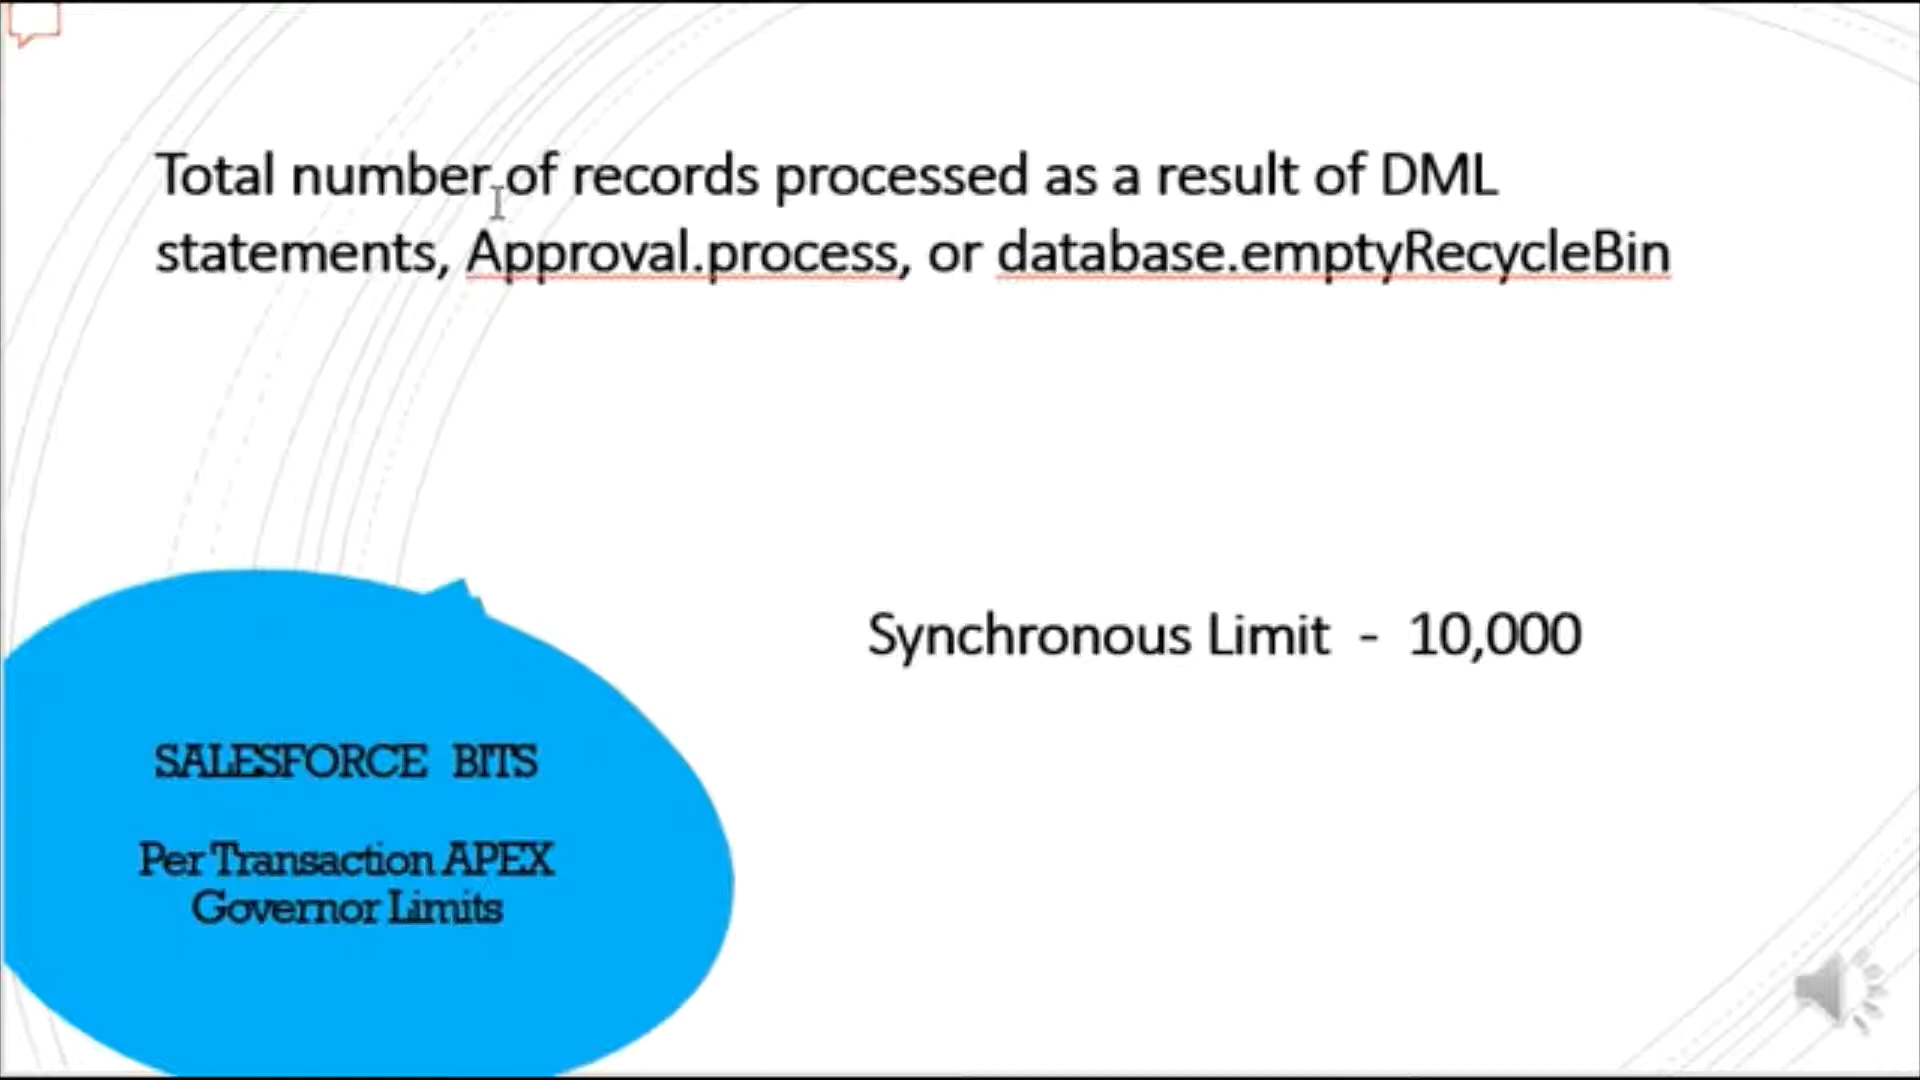 Total number of records processed as a result of DML
statements, Approval.process, or database.emptyRecycleBin
Synchronous Limit - 10,000
SALESFORCE BITS
Per Transaction APEX
Governor Limits